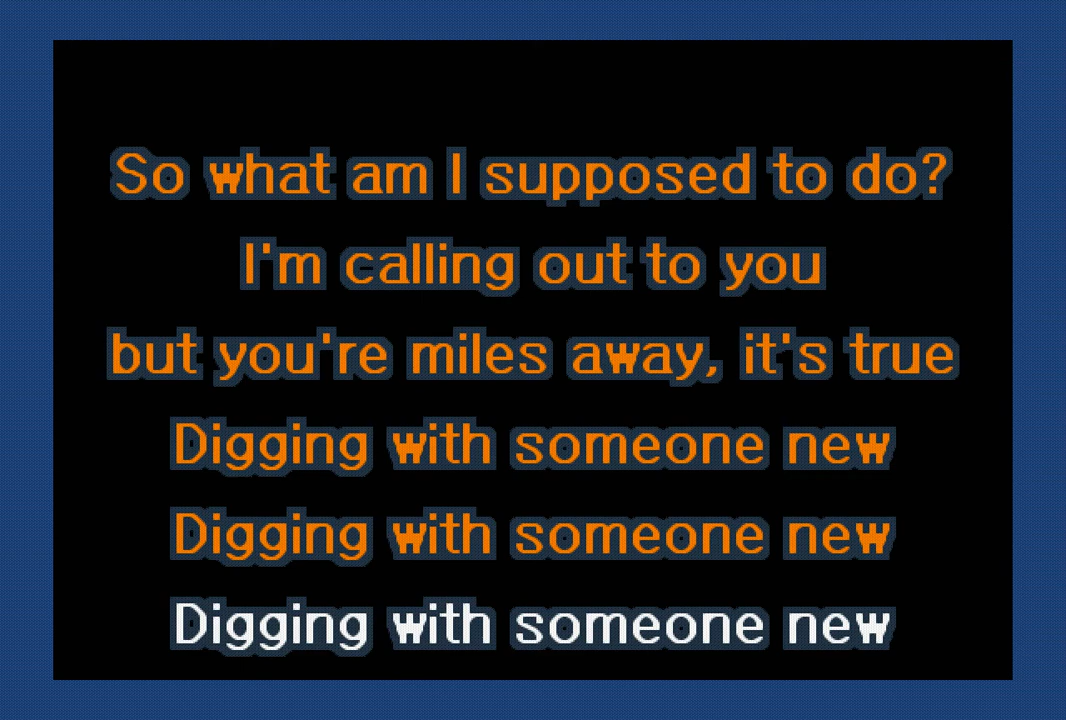 So what am I supposed to do?
I'm calling out to you
but you're miles away, it's true
Digging with someone new
Digging with someone new
Digging with someone new